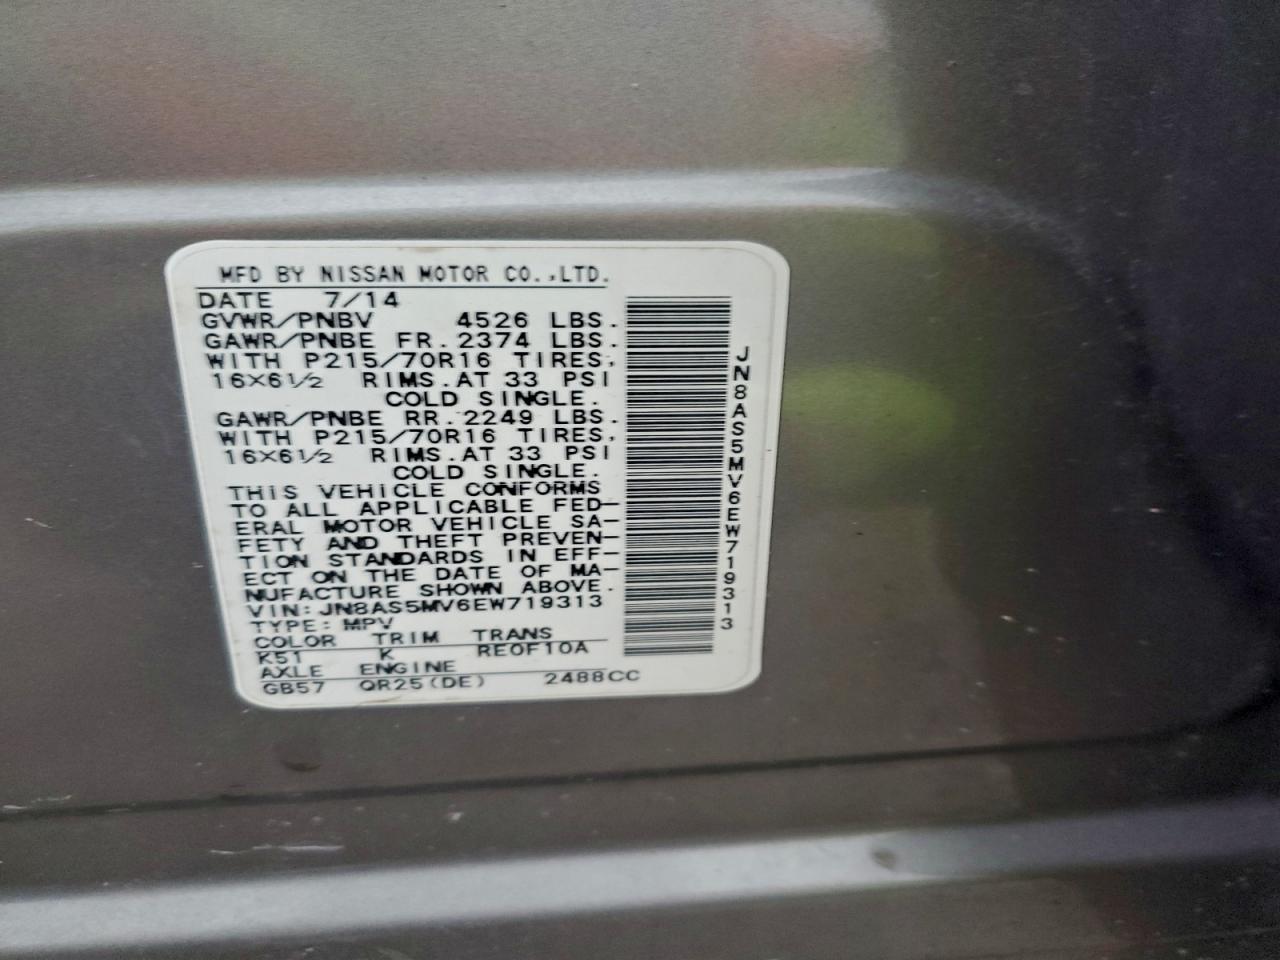 MFD BY NISSAN MOTOR CO.,LTD.
DATE 7/14
GVWR/PNBV 4526 LBS.
GAWR/PNBE FR. 2374 LBS.
WITH P215/70R16 TIRES,
16X6½ RIMS. AT 33 PSI
COLD SINGLE.
GAWR/PNBE RR. 2249 LBS.
WITH P215/70R16 TIRES,
16X6½ RIMS. AT 33 PSI
COLD SINGLE.
THIS VEHICLE CONFORMS
TO ALL APPLICABLE FED-
ERAL MOTOR VEHICLE SA-
FETY AND THEFT PREVEN-
TION STANDARDS IN EFF-
ECT ON THE DATE OF MA-
NUFACTURE SHOWN ABOVE.
VIN: JN8AS5MV6EW719313
TYPE: MPV
COLOR TRIM TRANS
K51 K RE0F10A
AXLE ENGINE
GB57 QR25(DE) 2488CC
JN8AS5MV6EW719313